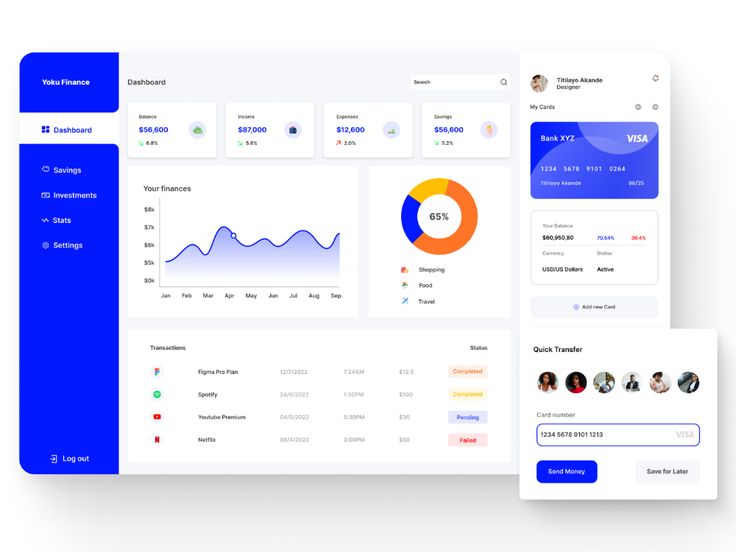 Yoku Finance
Dashboard
Savings
Investments
Stats
Settings
Log out
Dashboard
Search
Balance
$56,600
6.8%
Income
$87,000
5.8%
Expenses
$12,600
2.0%
Savings
$56,600
5.2%
Your finances
$8k
$7k
$6k
$5k
$0k
Jan Feb Mar Apr May Jun Jul Aug Sep
65%
Shopping
Food
Travel
Transactions Status
Figma Pro Plan 12/7/2022 7:24AM $12.5 Completed
Spotify 24/6/2022 1:30PM $100 Completed
Youtube Premium 04/5/2022 5:30PM $30 Pending
Netflix 08/4/2022 3:00PM $50 Failed
Titilayo Akande
Designer
My Cards
Bank XYZ VISA
1234 5678 9101 0264
Titilayo Akande 08/25
Your Balance
$60,950,80 70.54% 30.4%
Currency Status
USD/US Dollars Active
Add new Card
Quick Transfer
Card number
1234 5678 9101 1213 VISA
Send Money Save for Later